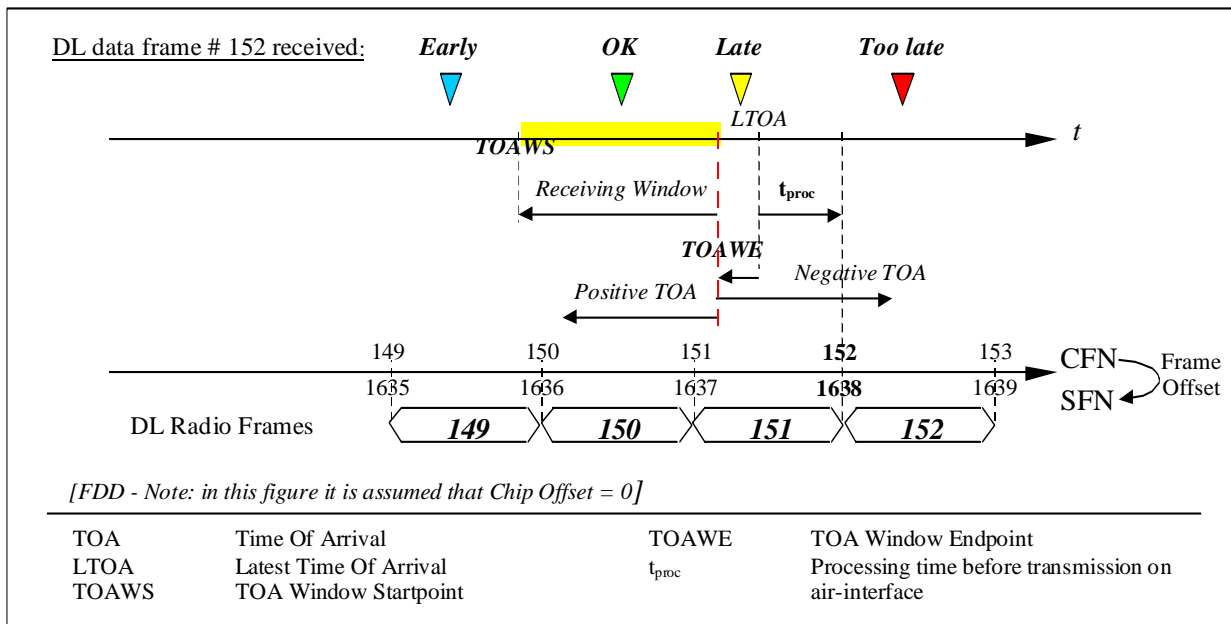 DL data frame # 152 received: Early OK Late Too late
LTOA
t
TOAWS
Receiving Window tproc
TOAWE
Negative TOA
Positive TOA
149 150 151 152 153
CFN
Frame
Offset
1635 1636 1637 1638 1639
SFN
DL Radio Frames 149 150 151 152
[FDD - Note: in this figure it is assumed that Chip Offset = 0]
TOA Time Of Arrival TOAWE TOA Window Endpoint
LTOA Latest Time Of Arrival tproc Processing time before transmission on
TOAWS TOA Window Startpoint air-interface